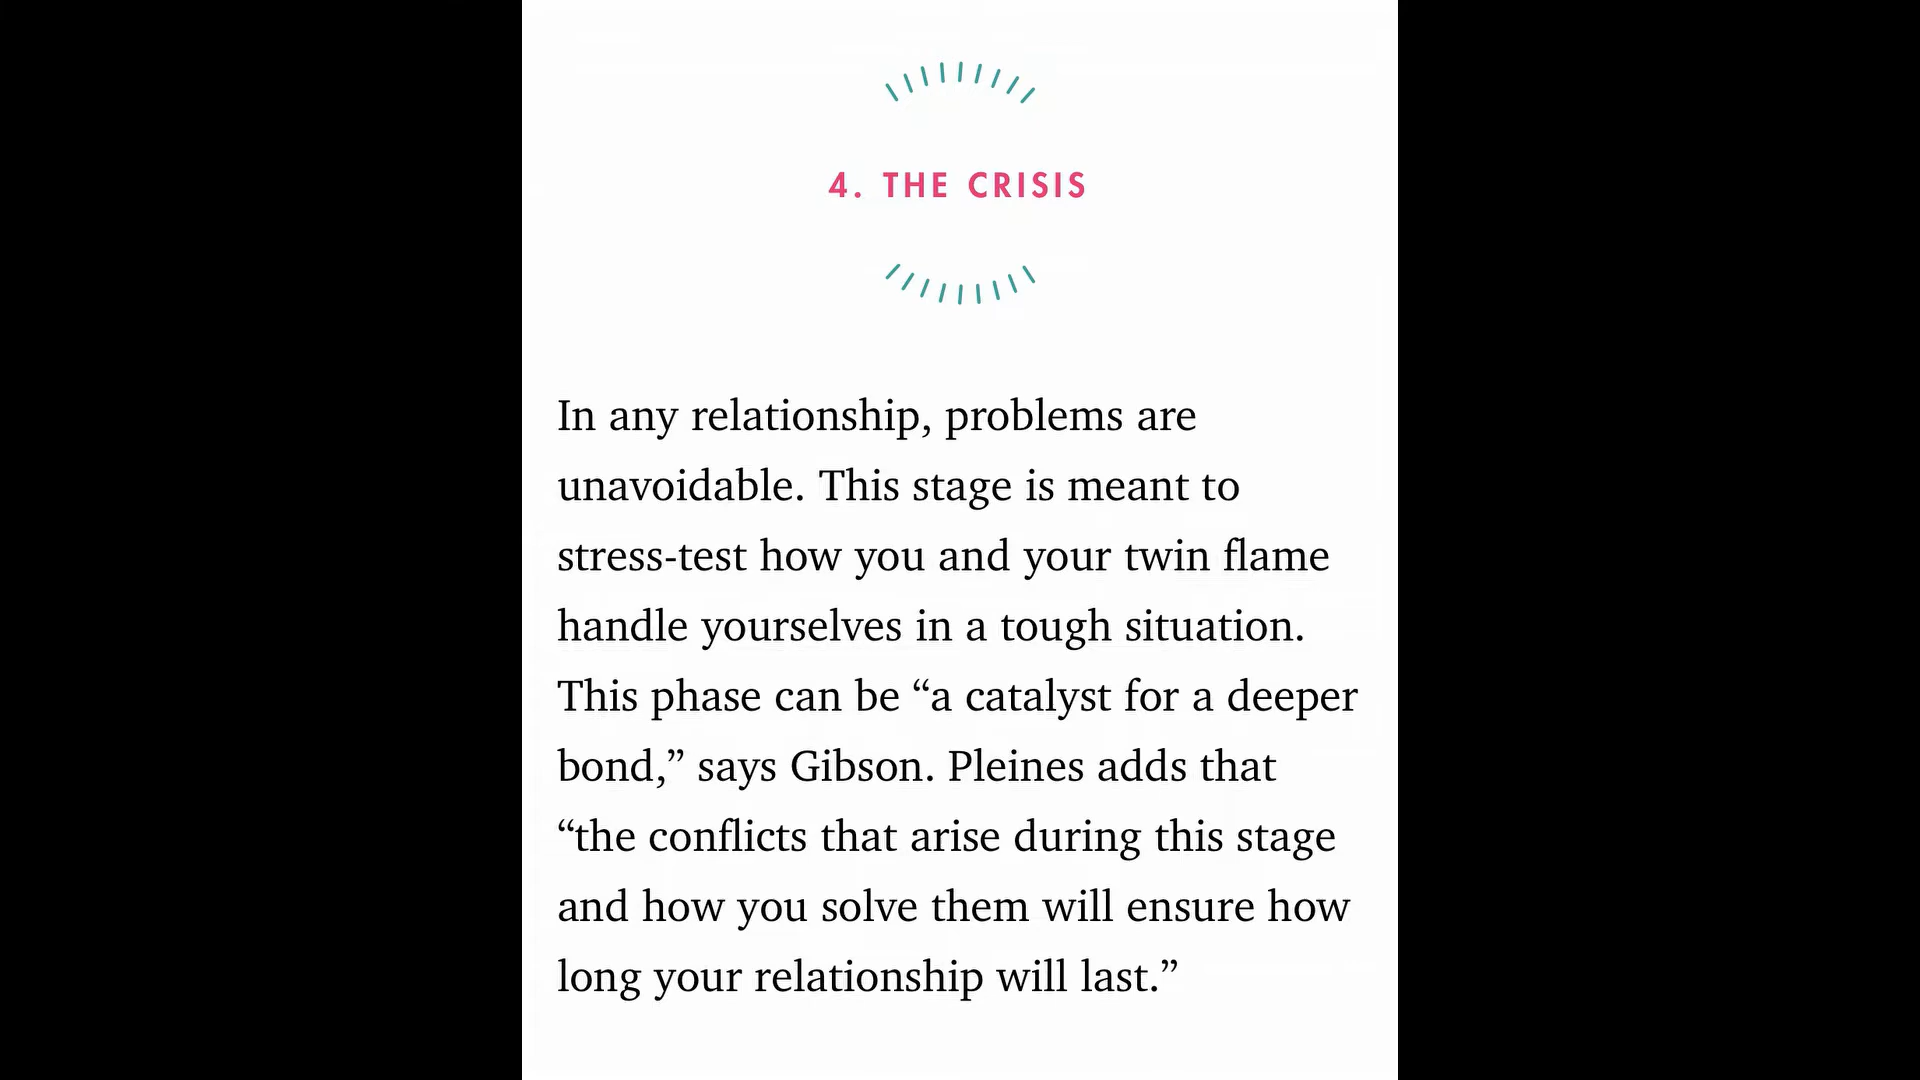 4. THE CRISIS
In any relationship, problems are
unavoidable. This stage is meant to
stress-test how you and your twin flame
handle yourselves in a tough situation.
This phase can be “a catalyst for a deeper
bond,” says Gibson. Pleines adds that
“the conflicts that arise during this stage
and how you solve them will ensure how
long your relationship will last.”